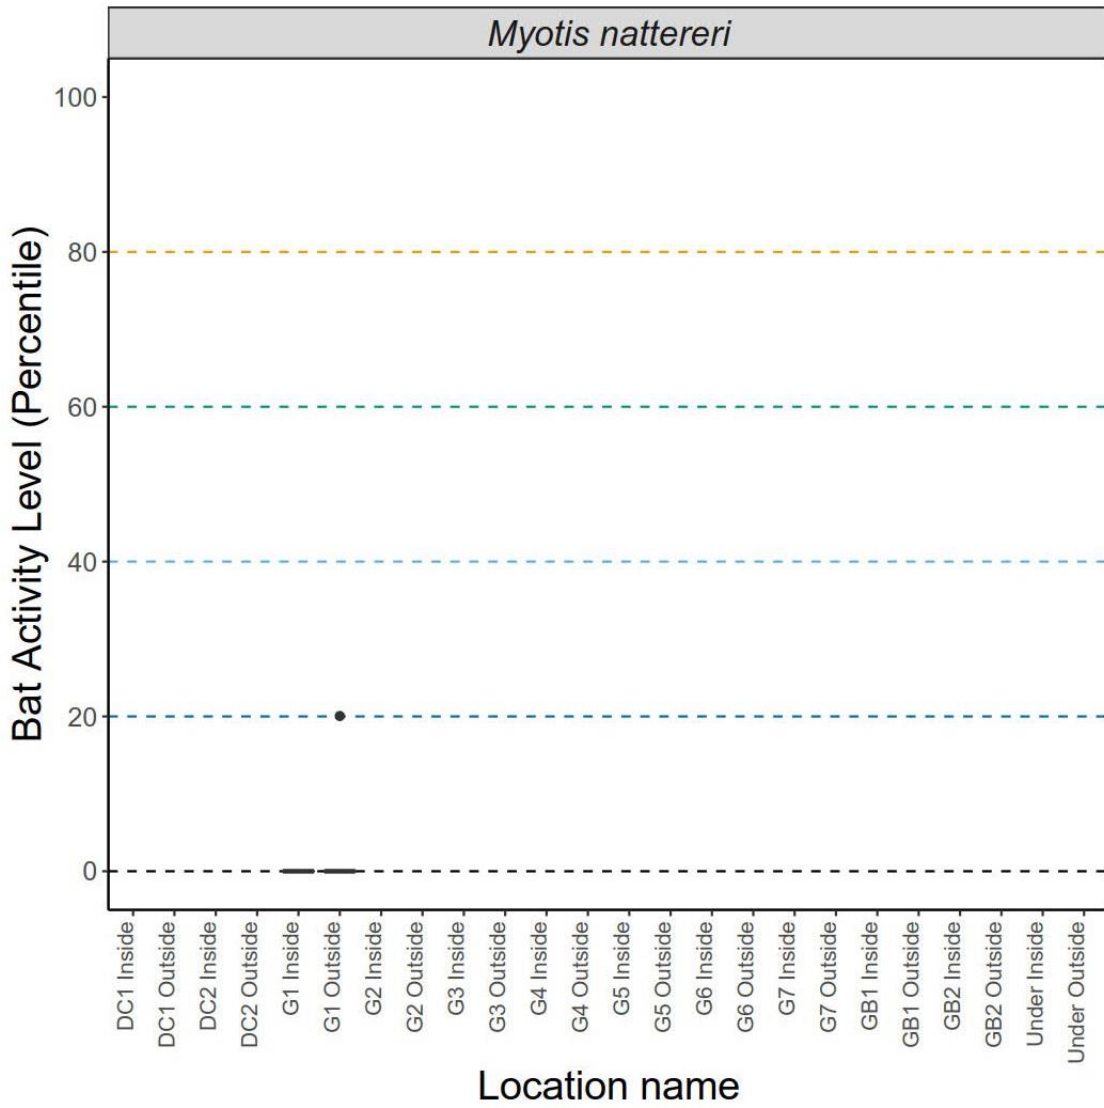 Myotis nattereri
Bat Activity Level (Percentile)
100
80
60
40
20
0
DC1 Inside
DC1 Outside
DC2 Inside
DC2 Outside
G1 Inside
G1 Outside
G2 Inside
G2 Outside
G3 Inside
G3 Outside
G4 Inside
G4 Outside
G5 Inside
G5 Outside
G6 Inside
G6 Outside
G7 Inside
G7 Outside
GB1 Inside
GB1 Outside
GB2 Inside
GB2 Outside
Under Inside
Under Outside
Location name